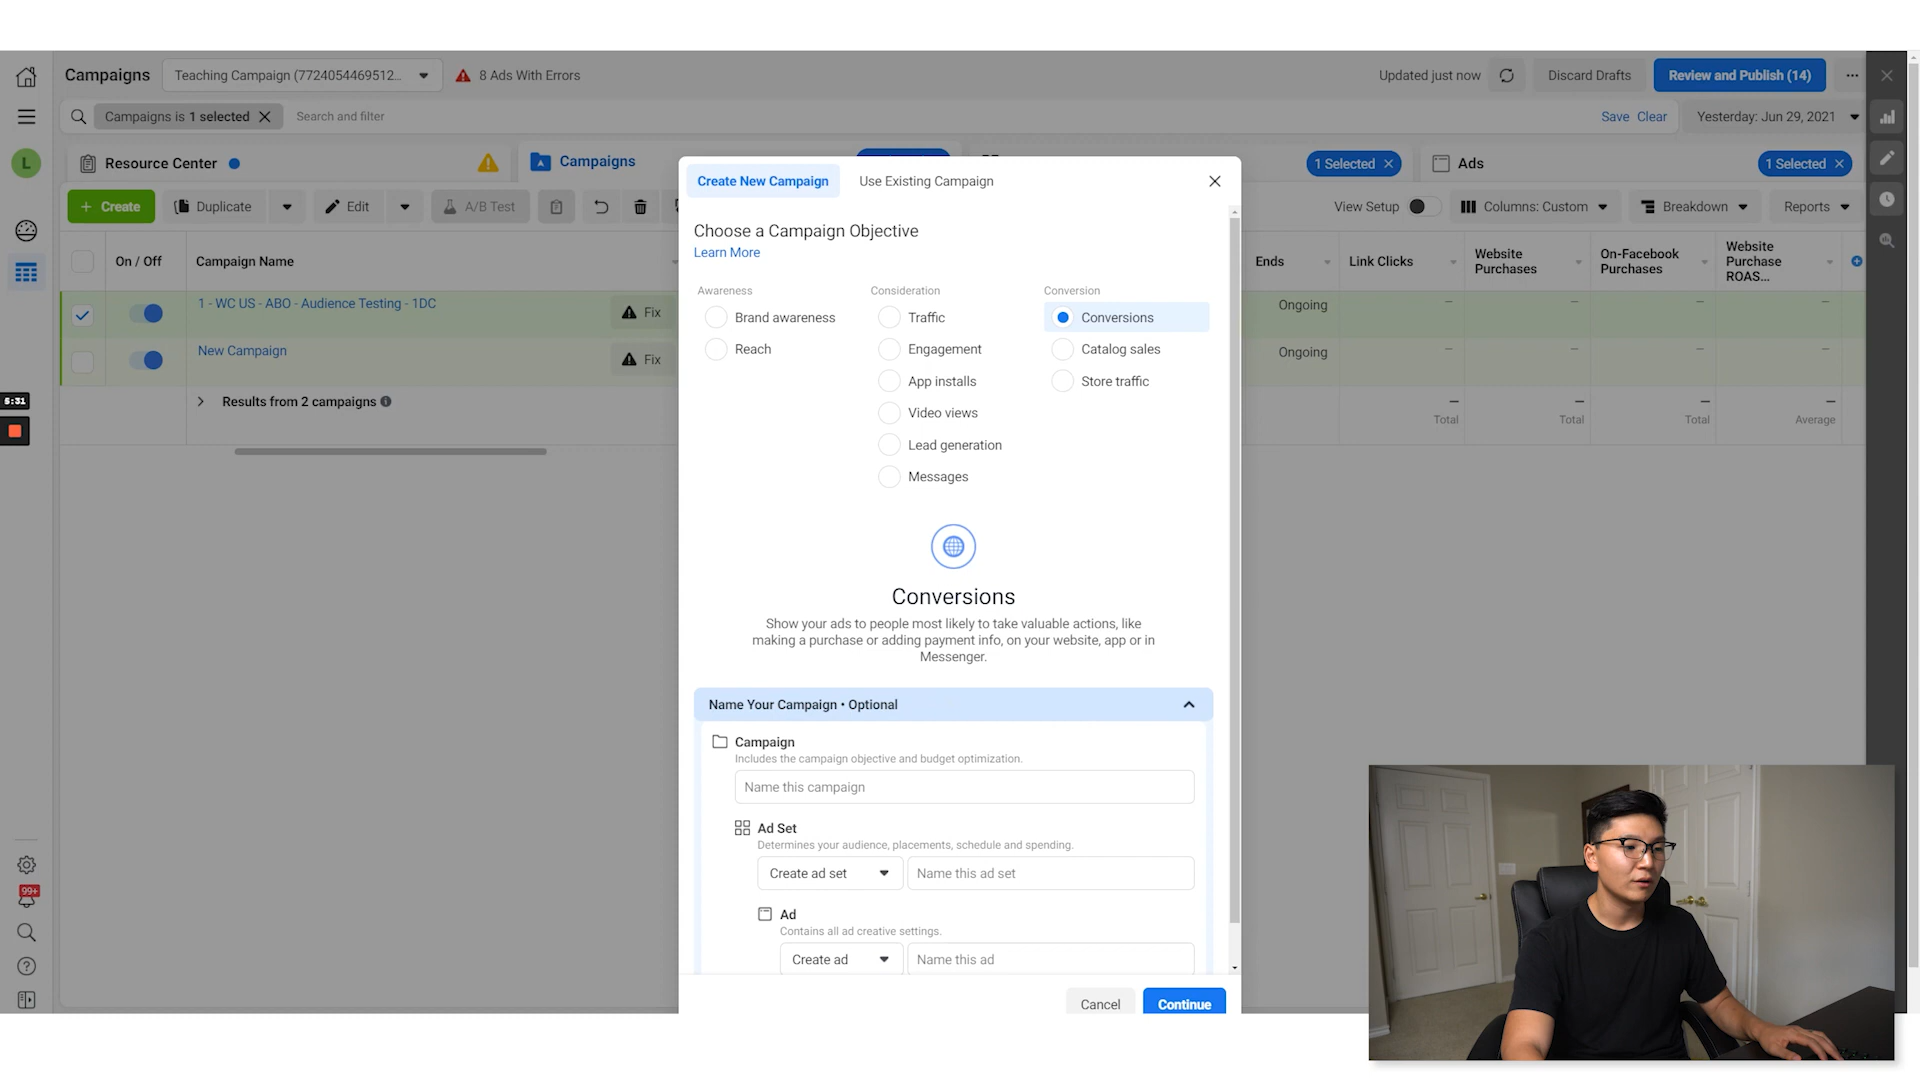 Campaigns
Teaching Campaign (7724054469512...
8 Ads With Errors
Updated just now
Discard Drafts
Review and Publish (14)
...
Campaigns is 1 selected
Search and filter
Save Clear
Yesterday: Jun 29, 2021
L
Resource Center
Campaigns
1 Selected
Ads
1 Selected
+ Create
Duplicate
Edit
A/B Test
View Setup
Columns: Custom
Breakdown
Reports
On / Off
Campaign Name
Ends
Link Clicks
Website
Purchases
On-Facebook
Purchases
Website
Purchase
ROAS...
1 - WC US - ABO - Audience Testing - 1DC
Fix
Ongoing
—
—
—
—
New Campaign
Fix
Ongoing
—
—
—
—
Results from 2 campaigns
—
—
—
—
Total
Total
Total
Average
5:31
99+
Create New Campaign
Use Existing Campaign
Choose a Campaign Objective
Learn More
Awareness
Brand awareness
Reach
Consideration
Traffic
Engagement
App installs
Video views
Lead generation
Messages
Conversion
Conversions
Catalog sales
Store traffic
Conversions
Show your ads to people most likely to take valuable actions, like
making a purchase or adding payment info, on your website, app or in
Messenger.
Name Your Campaign • Optional
Campaign
Includes the campaign objective and budget optimization.
Name this campaign
Ad Set
Determines your audience, placements, schedule and spending.
Create ad set
Name this ad set
Ad
Contains all ad creative settings.
Create ad
Name this ad
Cancel
Continue